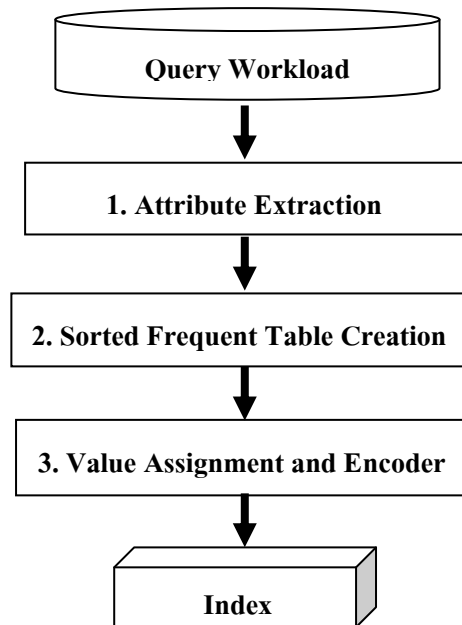 Query Workload
1. Attribute Extraction
2. Sorted Frequent Table Creation
3. Value Assignment and Encoder
Index